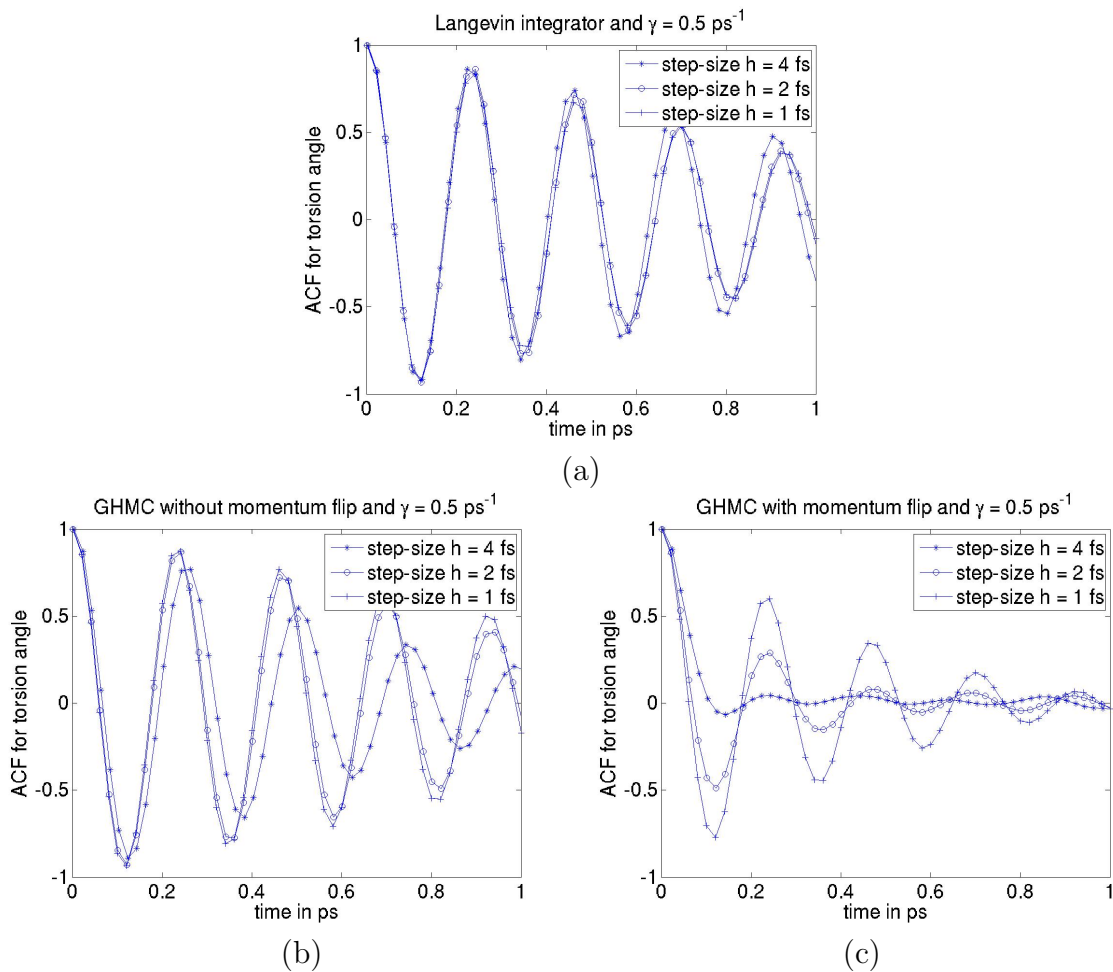 Langevin integrator and γ = 0.5 ps⁻¹
1
0.5
0
-0.5
-1
ACF for torsion angle
step-size h = 4 fs
step-size h = 2 fs
step-size h = 1 fs
0 0.2 0.4 0.6 0.8 1
time in ps
(a)
GHMC without momentum flip and γ = 0.5 ps⁻¹
1
0.5
0
-0.5
-1
ACF for torsion angle
step-size h = 4 fs
step-size h = 2 fs
step-size h = 1 fs
0 0.2 0.4 0.6 0.8 1
time in ps
(b)
GHMC with momentum flip and γ = 0.5 ps⁻¹
1
0.5
0
-0.5
-1
ACF for torsion angle
step-size h = 4 fs
step-size h = 2 fs
step-size h = 1 fs
0 0.2 0.4 0.6 0.8 1
time in ps
(c)